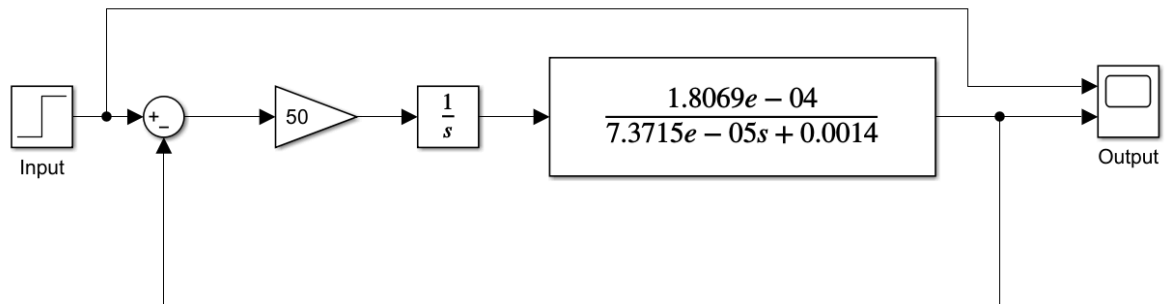 Input
+
−
50
1
s
1.8069e − 04
7.3715e − 05s + 0.0014
Output